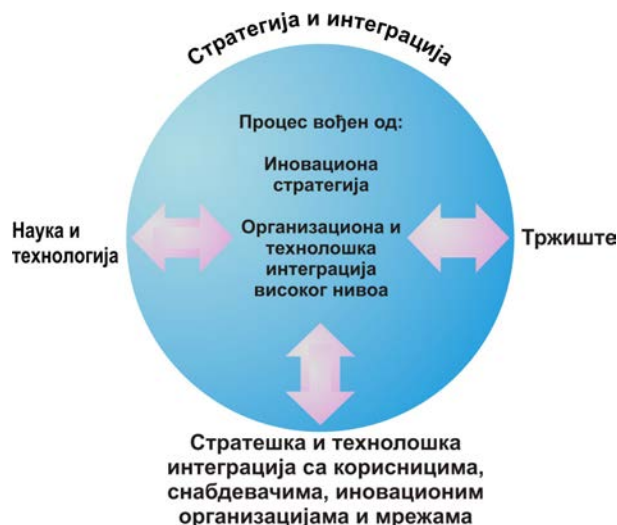 Стратегија и интеграција
Процес вођен од:
Иновациона
стратегија
Наука и
технологија
Организациона и
технолошка
интеграција
високог нивоа
Тржиште
Стратешка и технолошка
интеграција са корисницима,
снабдевачима, иновационим
организацијама и мрежама